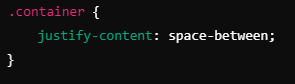 .container {
    justify-content: space-between;
}